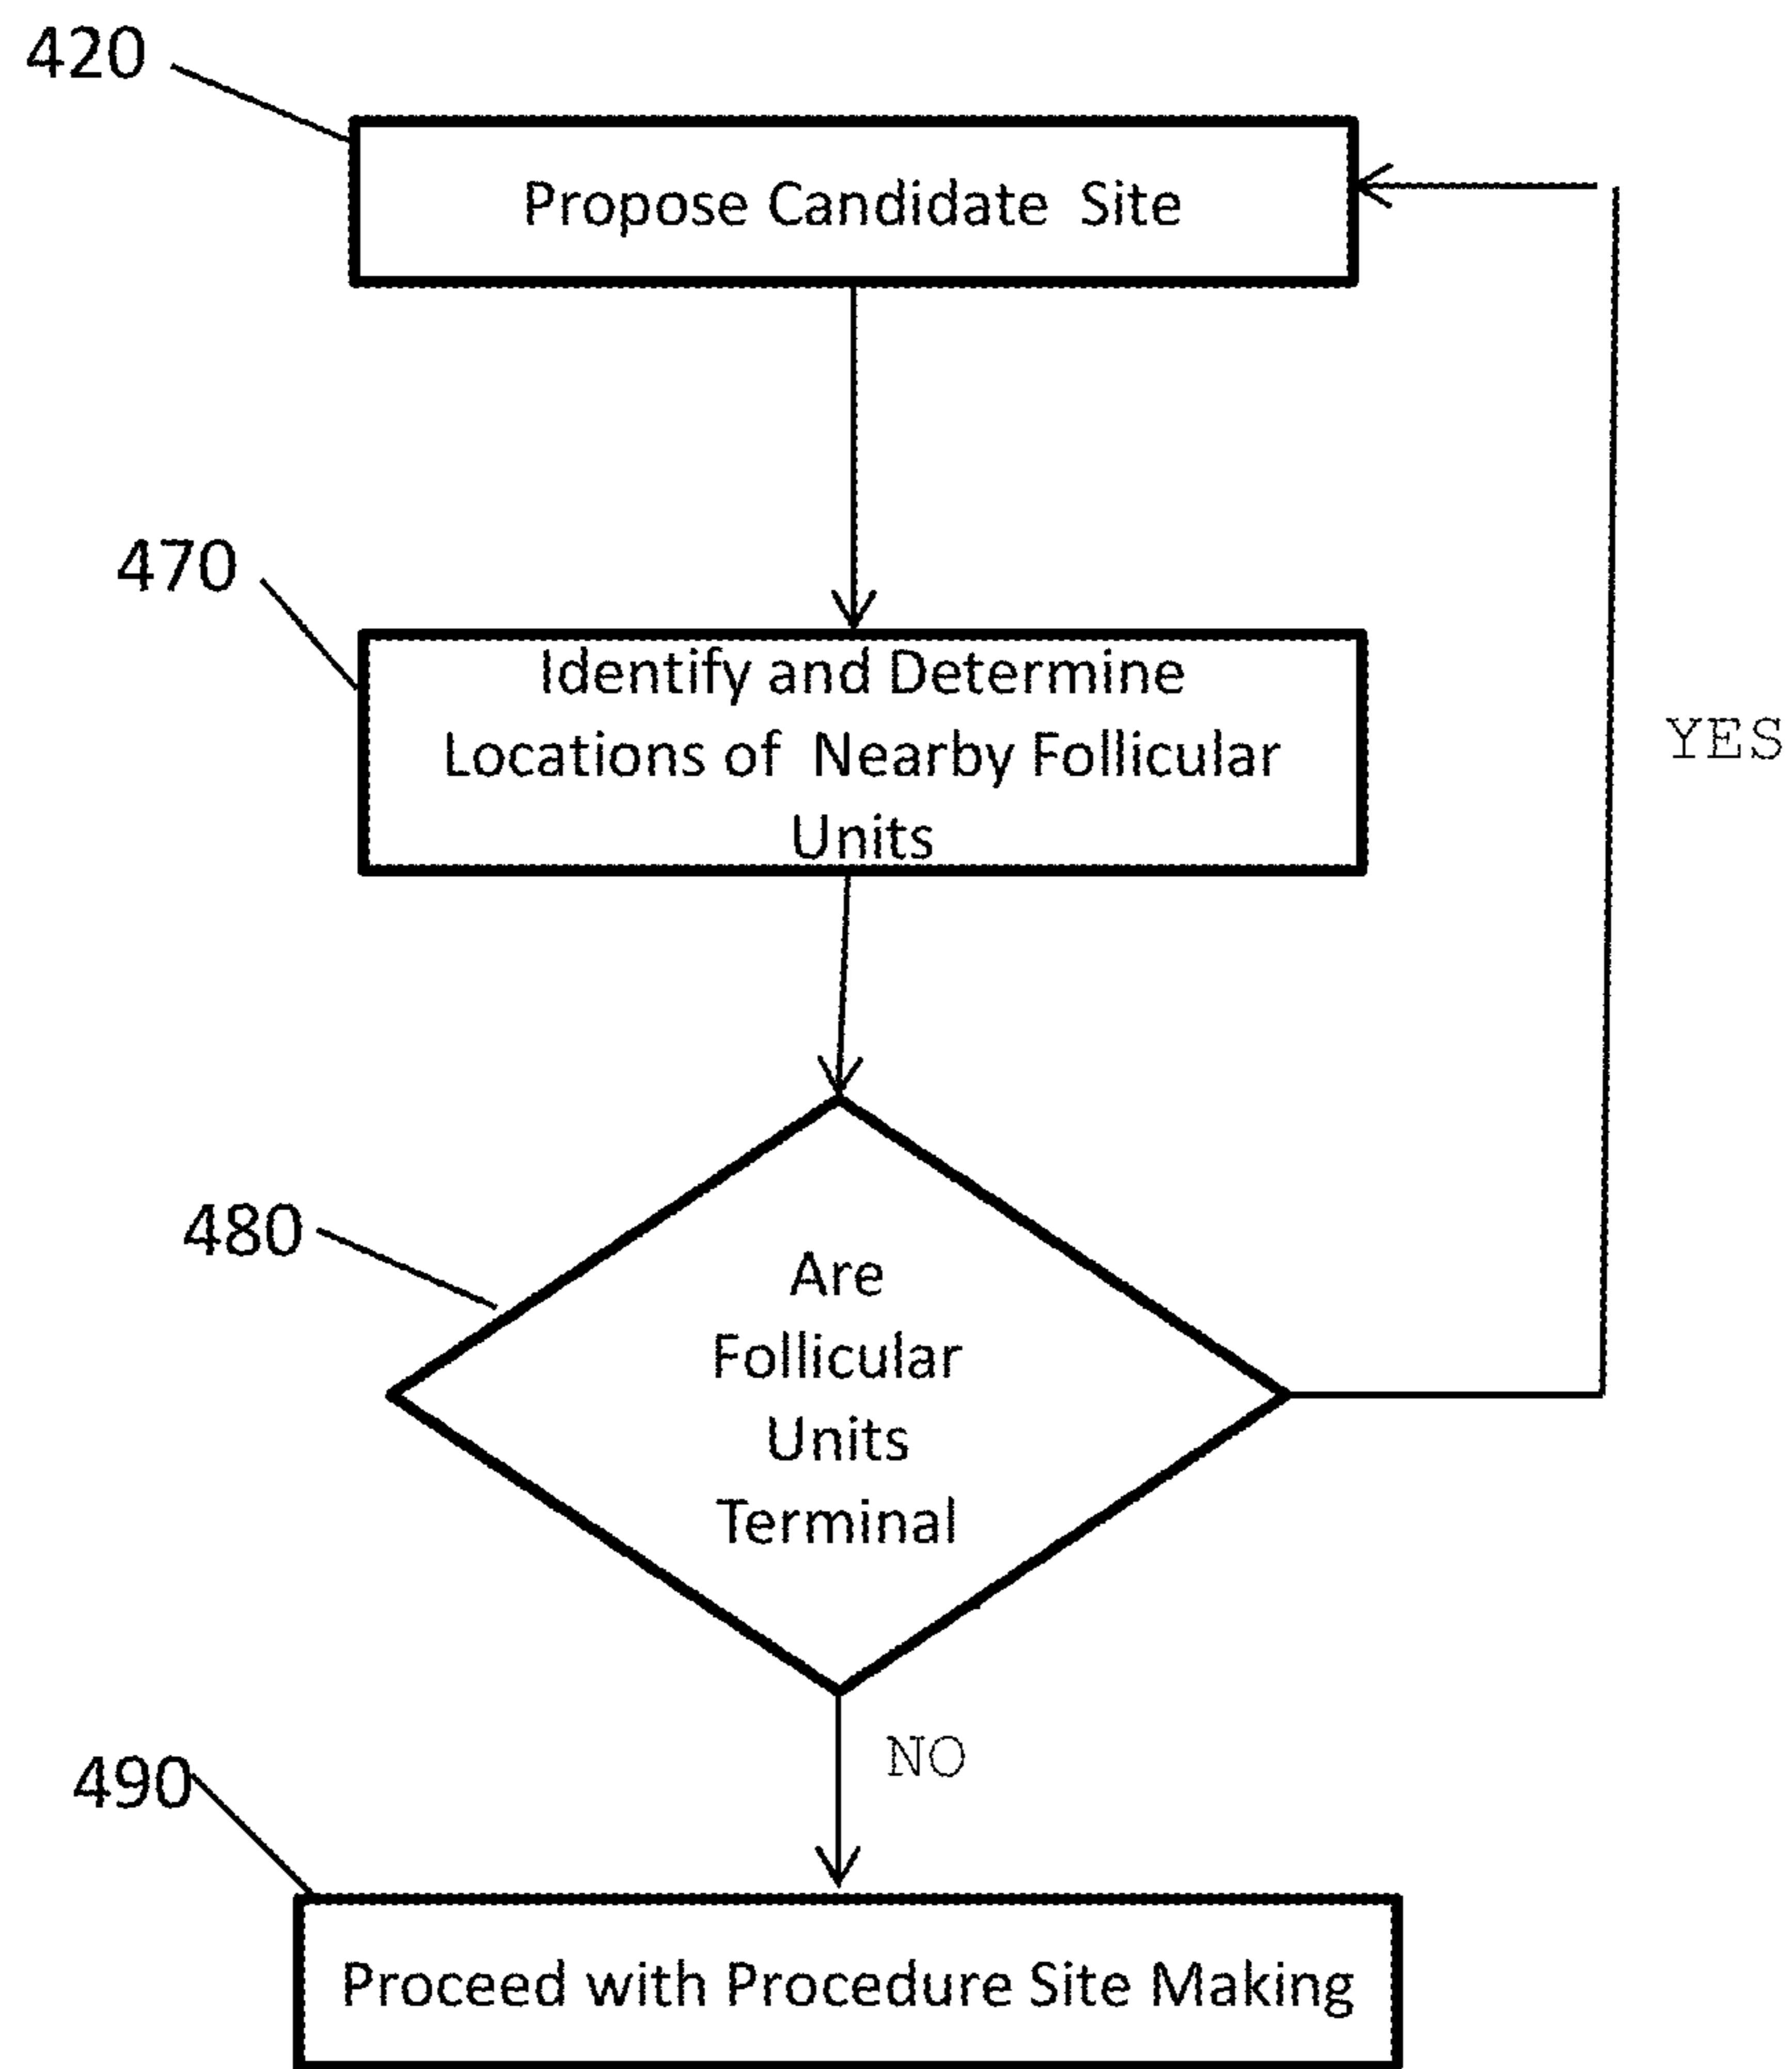 420
Propose Candidate Site
470
Identify and Determine
Locations of Nearby Follicular
Units
YES
480
Are
Follicular
Units
Terminal
NO
490
Proceed with Procedure Site Making